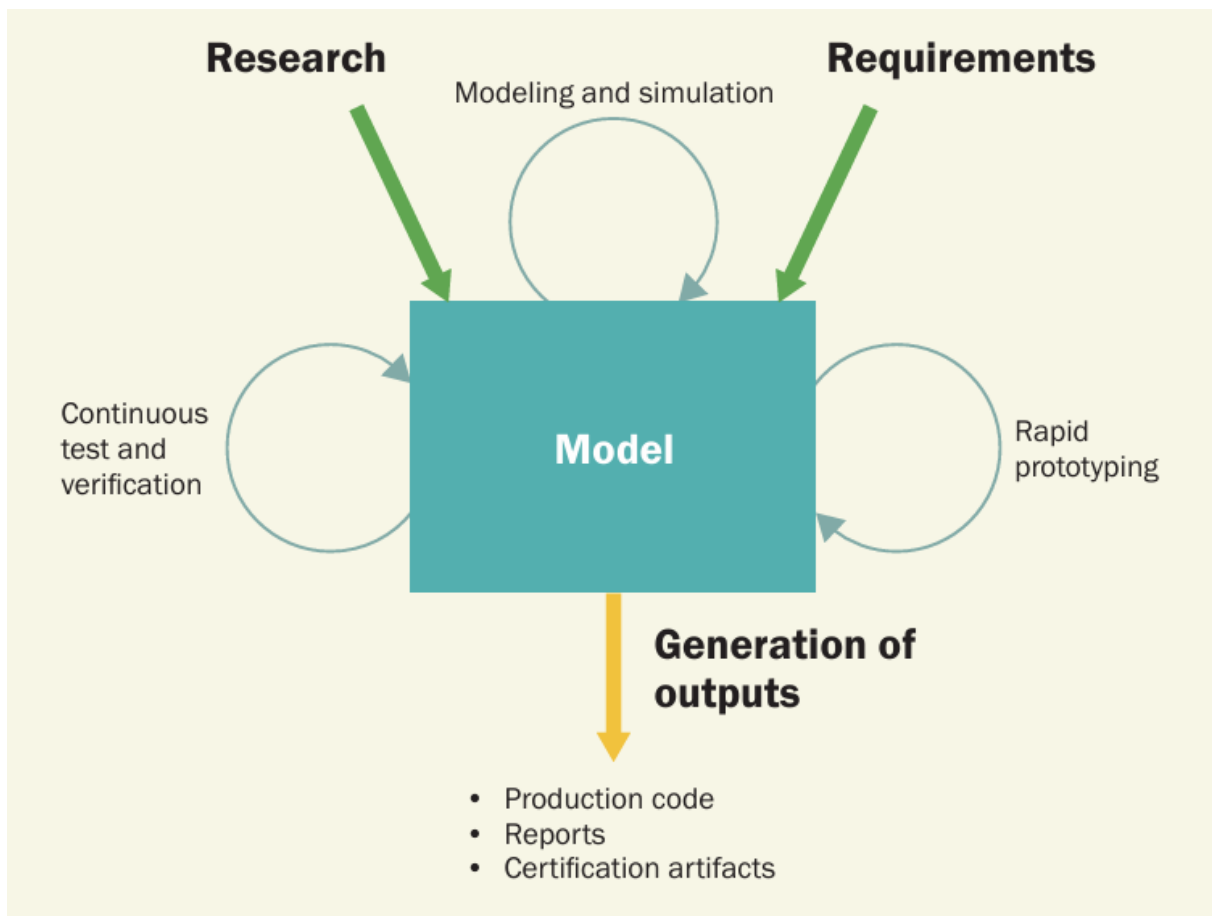 Research
Requirements
Modeling and simulation
Continuous
test and
verification
Model
Rapid
prototyping
Generation of
outputs
• Production code
• Reports
• Certification artifacts